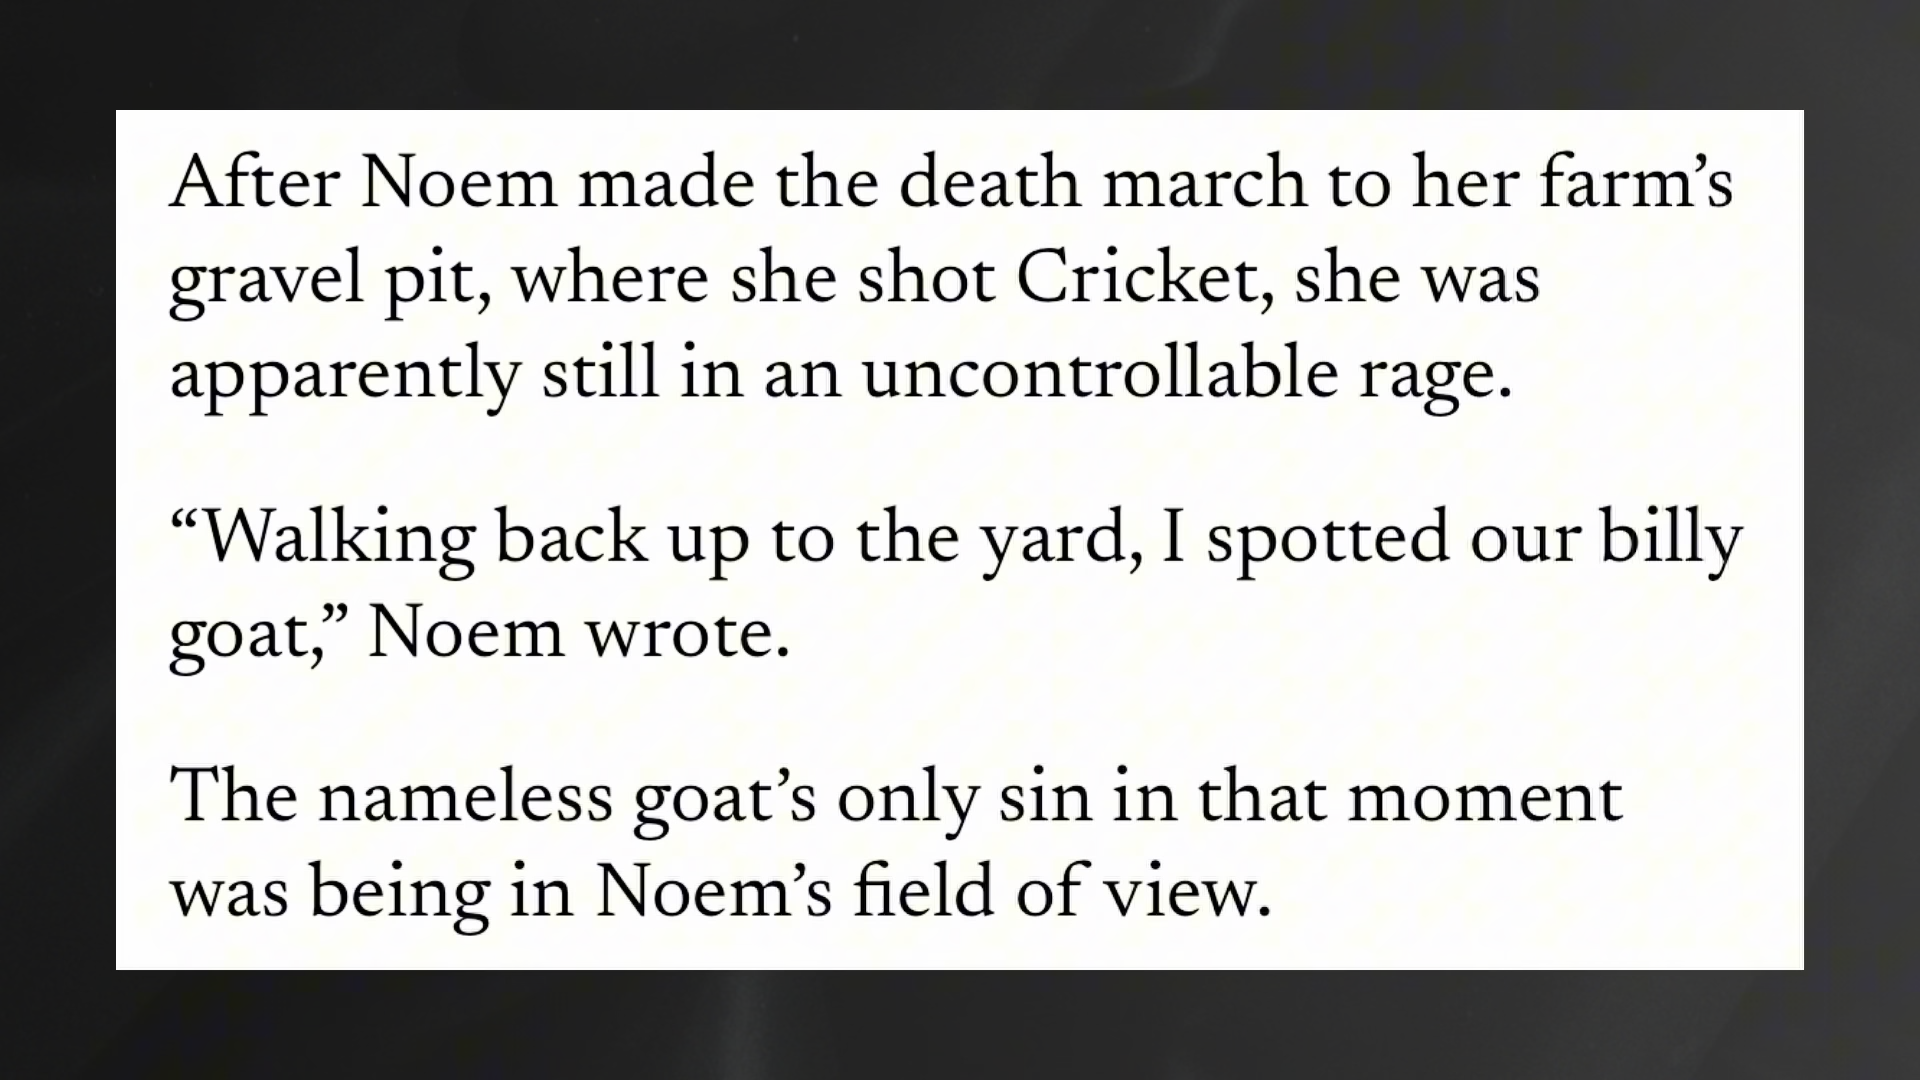 After Noem made the death march to her farm’s
gravel pit, where she shot Cricket, she was
apparently still in an uncontrollable rage.
“Walking back up to the yard, I spotted our billy
goat,” Noem wrote.
The nameless goat’s only sin in that moment
was being in Noem’s field of view.